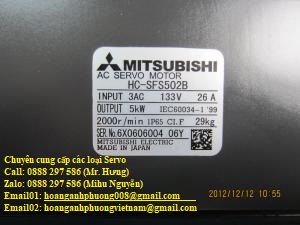 MITSUBISHI
AC SERVO MOTOR
HC-SFS502B
INPUT 3AC 133V 26 A
OUTPUT 5kW IEC60034-1 '99
2000r/min IP65 CI.F 29kg
SER.No.6X0606004 06Y
MITSUBISHI ELECTRIC
MADE IN JAPAN
Chuyên cung cấp các loại Servo
Call: 0888 297 586 (Mr. Hưng)
Zalo: 0888 297 586 (Mihu Nguyên)
Email01: hoanganhphuong008@gmail.com
Email02: hoanganhphuongvietnam@gmail.com
2012/12/12 10:55